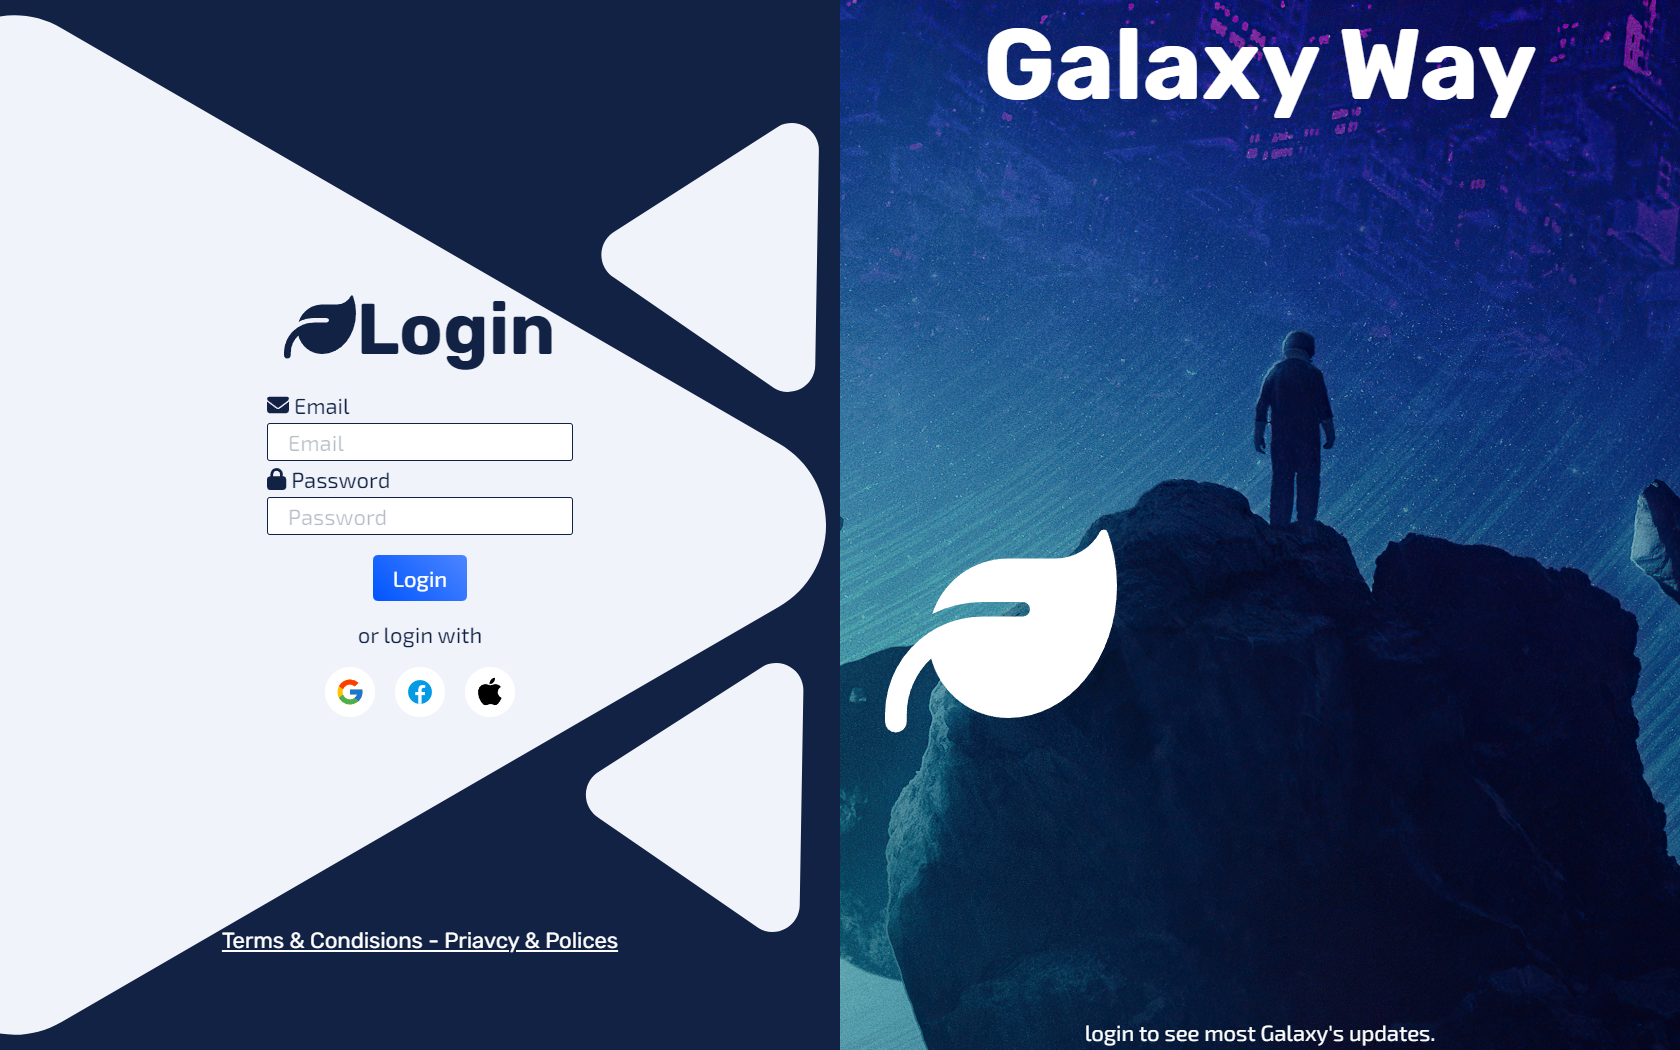 Login
Email
Email
Password
Password
Login
or login with
Terms & Condisions - Priavcy & Polices
Galaxy Way
login to see most Galaxy's updates.